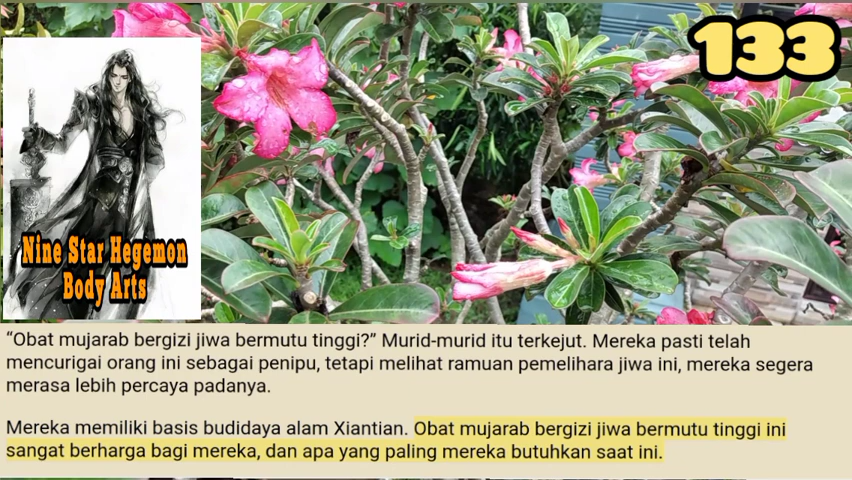 133
Nine Star Hegemon
Body Arts
“Obat mujarab bergizi jiwa bermutu tinggi?” Murid-murid itu terkejut. Mereka pasti telah
mencurigai orang ini sebagai penipu, tetapi melihat ramuan pemelihara jiwa ini, mereka segera
merasa lebih percaya padanya.
Mereka memiliki basis budidaya alam Xiantian. Obat mujarab bergizi jiwa bermutu tinggi ini
sangat berharga bagi mereka, dan apa yang paling mereka butuhkan saat ini.